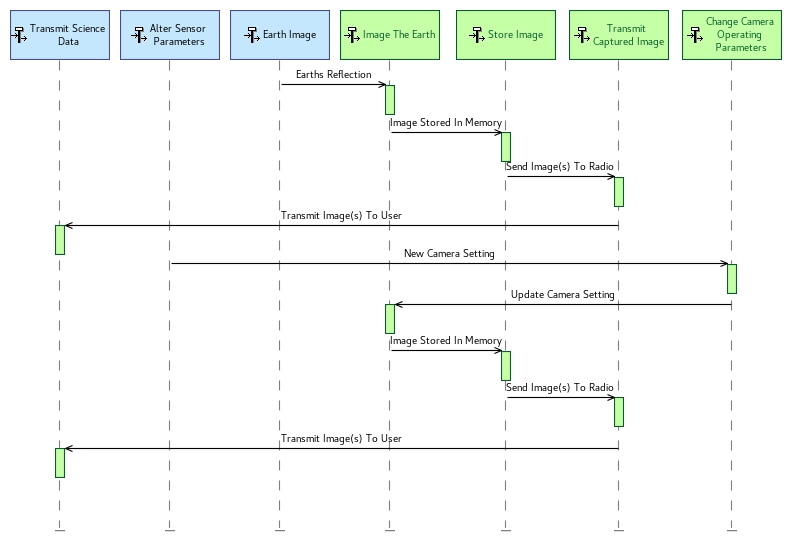 Transmit Science
Data
Alter Sensor
Parameters
Earth Image
Image The Earth
Store Image
Transmit
Captured Image
Change Camera
Operating
Parameters
Earths Reflection
Image Stored In Memory
Send Image(s) To Radio
Transmit Image(s) To User
New Camera Setting
Update Camera Setting
Image Stored In Memory
Send Image(s) To Radio
Transmit Image(s) To User